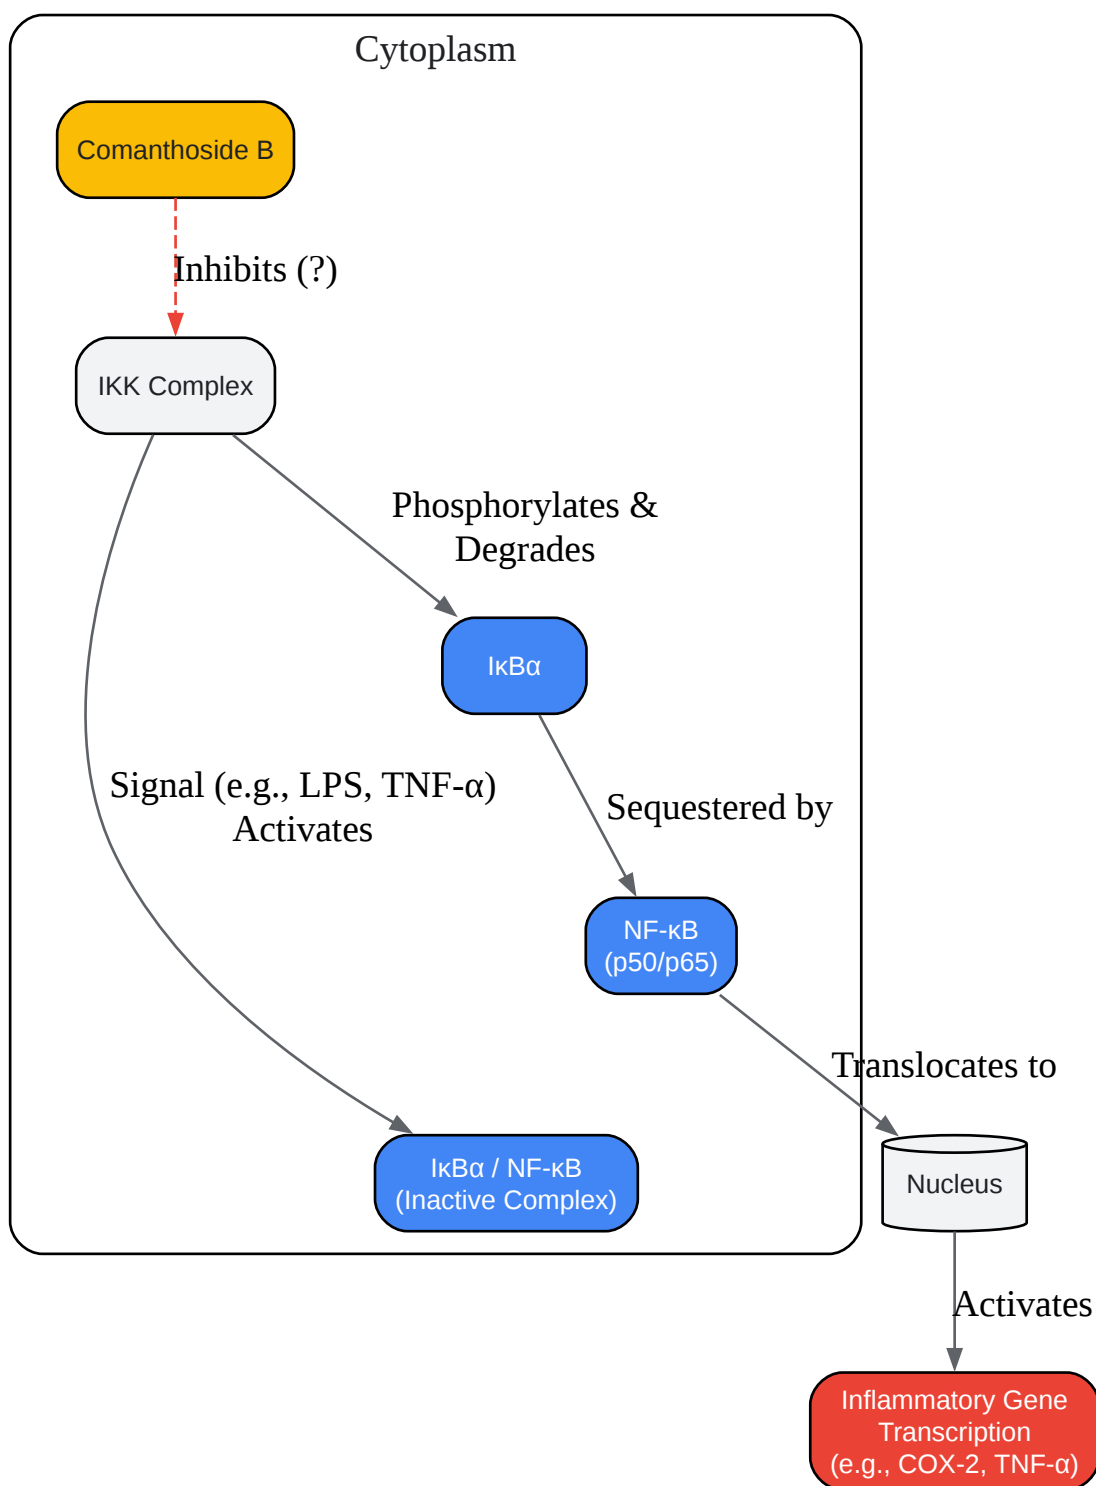 Cytoplasm
Comanthoside B
Inhibits (?)
IKK Complex
Phosphorylates &
Degrades
IκBα
Signal (e.g., LPS, TNF-α)
Activates
Sequestered by
NF-κB
(p50/p65)
Translocates to
IκBα / NF-κB
(Inactive Complex)
Nucleus
Activates
Inflammatory Gene
Transcription
(e.g., COX-2, TNF-α)